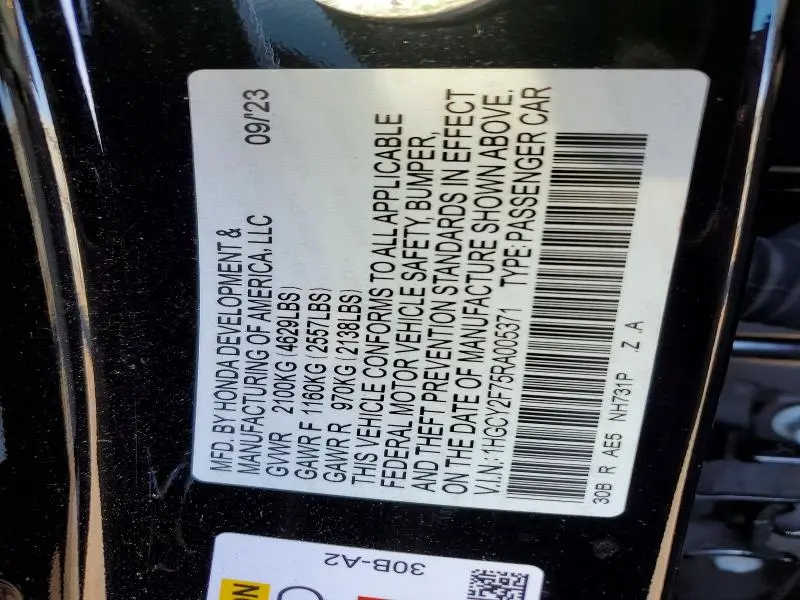 MFD. BY HONDA DEVELOPMENT &
MANUFACTURING OF AMERICA, LLC 09/'23
GVWR 2100KG (4629LBS)
GAWR F 1160KG (2557LBS)
GAWR R 970KG (2138LBS)
THIS VEHICLE CONFORMS TO ALL APPLICABLE
FEDERAL MOTOR VEHICLE SAFETY, BUMPER,
AND THEFT PREVENTION STANDARDS IN EFFECT
ON THE DATE OF MANUFACTURE SHOWN ABOVE.
V.I.N.: 1HGCY2F75RA005371 TYPE: PASSENGER CAR
30B R AE5 NH731P .Z .A
30B-A2